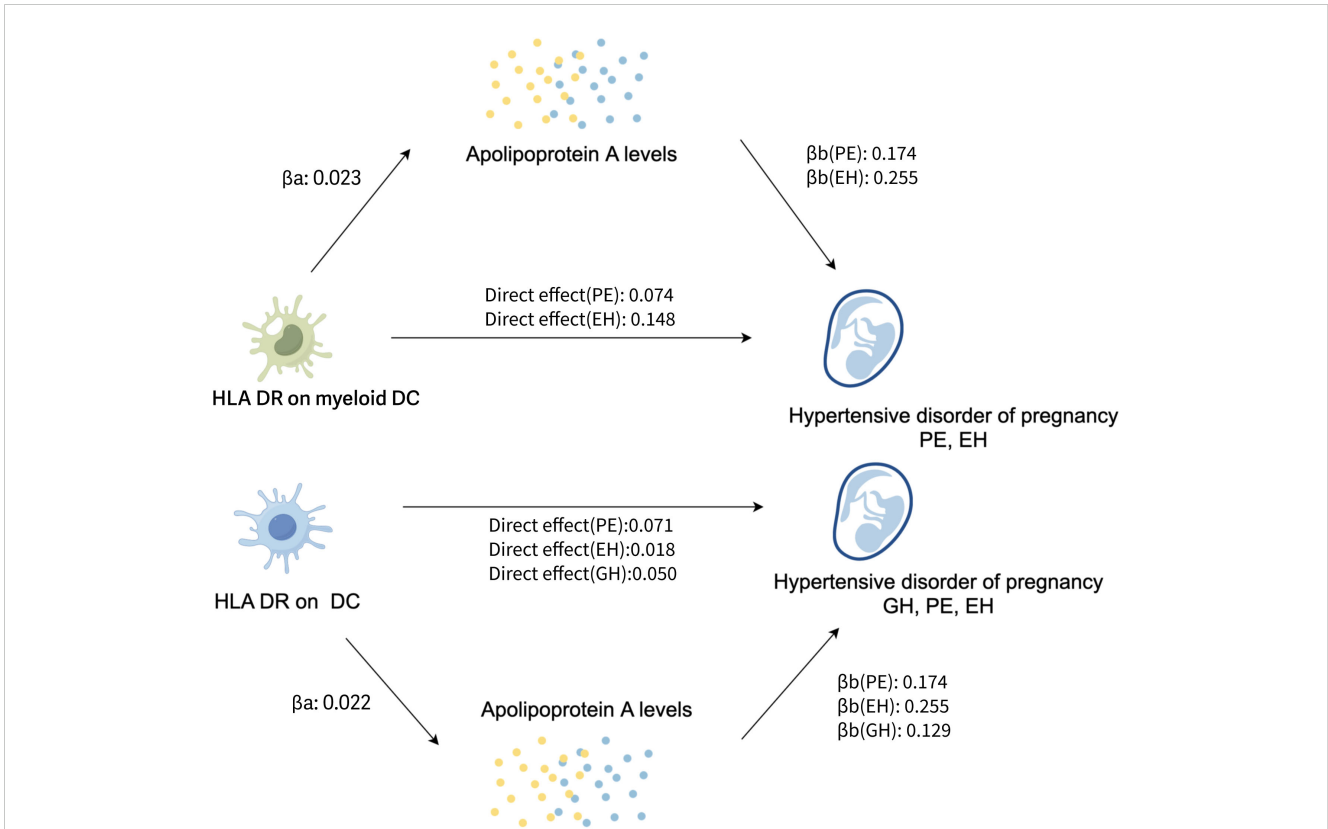 Apolipoprotein A levels
βa: 0.023
βb(PE): 0.174
βb(EH): 0.255
Direct effect(PE): 0.074
Direct effect(EH): 0.148
HLA DR on myeloid DC
Hypertensive disorder of pregnancy
PE, EH
Direct effect(PE):0.071
Direct effect(EH):0.018
Direct effect(GH):0.050
HLA DR on  DC
Hypertensive disorder of pregnancy
GH, PE, EH
βa: 0.022
Apolipoprotein A levels
βb(PE): 0.174
βb(EH): 0.255
βb(GH): 0.129